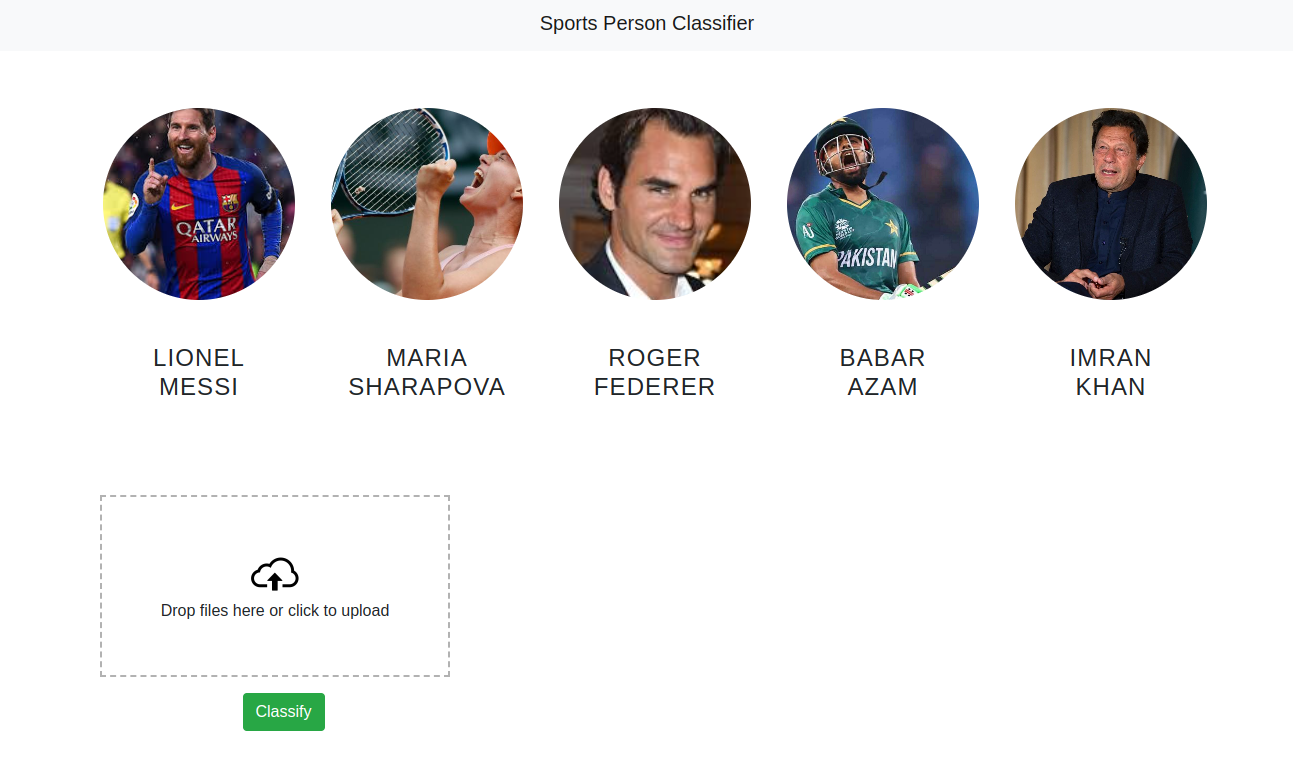 Sports Person Classifier
QATAR
AIRWAYS
PAKISTAN
LIONEL
MESSI
MARIA
SHARAPOVA
ROGER
FEDERER
BABAR
AZAM
IMRAN
KHAN
Drop files here or click to upload
Classify